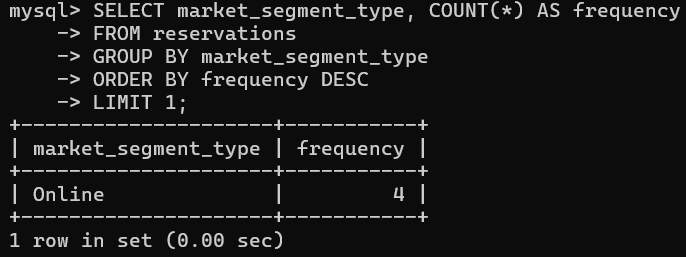 mysql> SELECT market_segment_type, COUNT(*) AS frequency
    -> FROM reservations
    -> GROUP BY market_segment_type
    -> ORDER BY frequency DESC
    -> LIMIT 1;
+---------------------+-----------+
| market_segment_type | frequency |
+---------------------+-----------+
| Online              |         4 |
+---------------------+-----------+
1 row in set (0.00 sec)